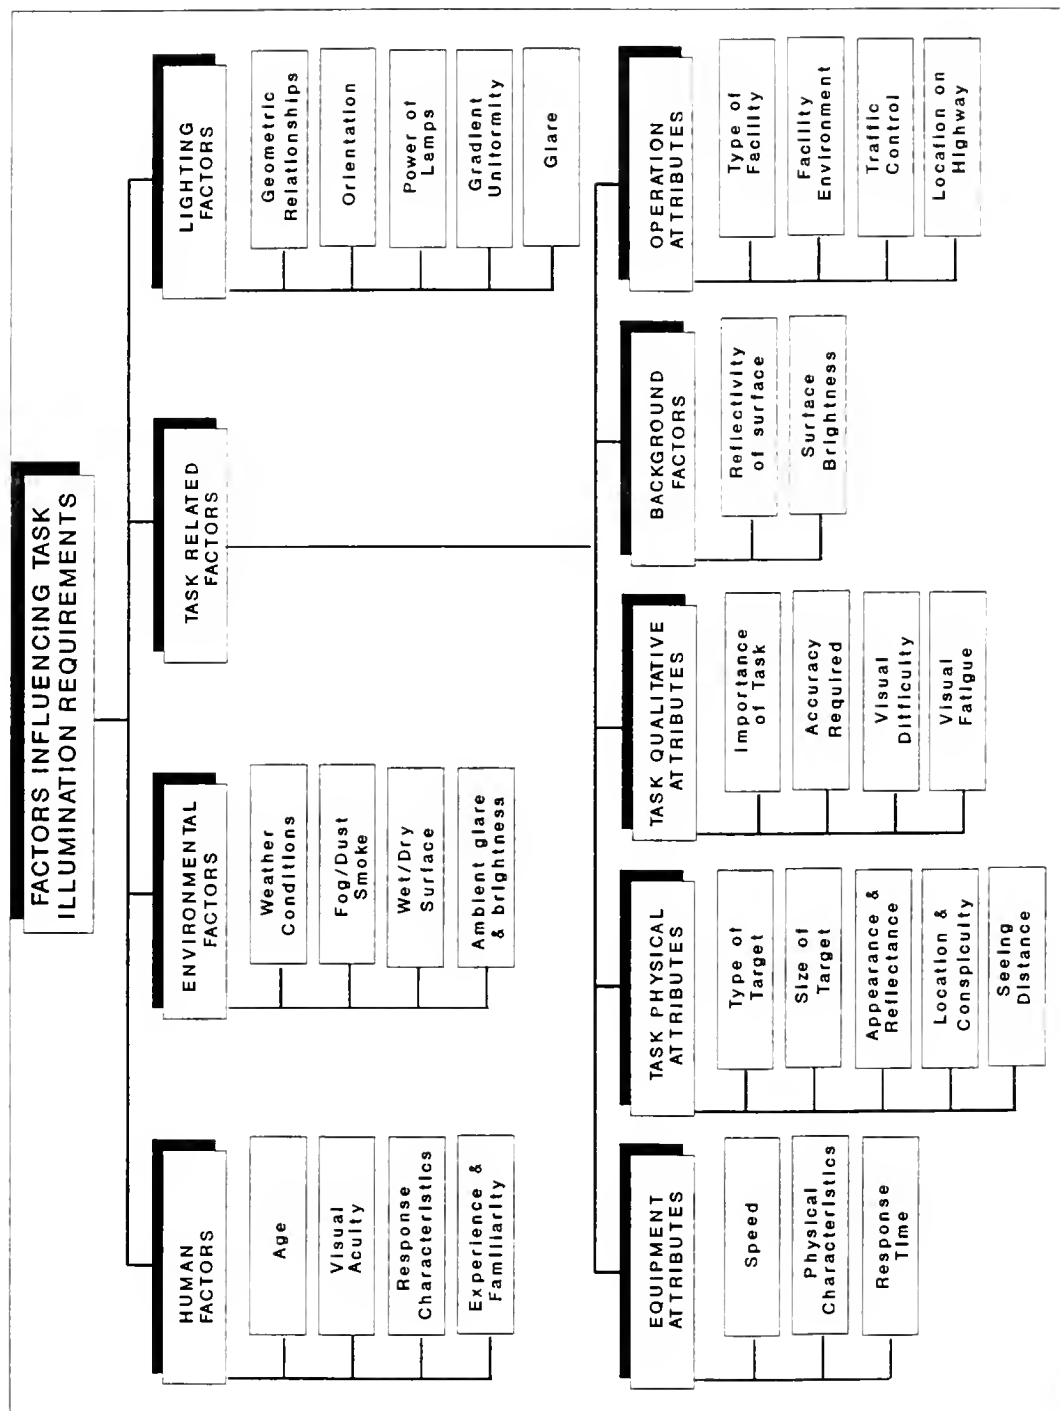 FACTORS INFLUENCING TASK
ILLUMINATION REQUIREMENTS
HUMAN
FACTORS
Age
Visual
Acuity
Response
Characteristics
Experience &
Familiarity
ENVIRONMENTAL
FACTORS
Weather
Conditions
Fog/Dust
Smoke
Wet/Dry
Surface
Ambient glare
& brightness
TASK RELATED
FACTORS
LIGHTING
FACTORS
Geometric
Relationships
Orientation
Power of
Lamps
Gradient
Uniformity
Glare
EQUIPMENT
ATTRIBUTES
Speed
Physical
Characteristics
Response
Time
TASK PHYSICAL
ATTRIBUTES
Type of
Target
Size of
Target
Appearance &
Reflectance
Location &
Conspicuity
Seeing
Distance
TASK QUALITATIVE
ATTRIBUTES
Importance
of Task
Accuracy
Required
Visual
Difficulty
Visual
Fatigue
BACKGROUND
FACTORS
Reflectivity
of surface
Surface
Brightness
OPERATION
ATTRIBUTES
Type of
Facility
Facility
Environment
Traffic
Control
Location on
Highway